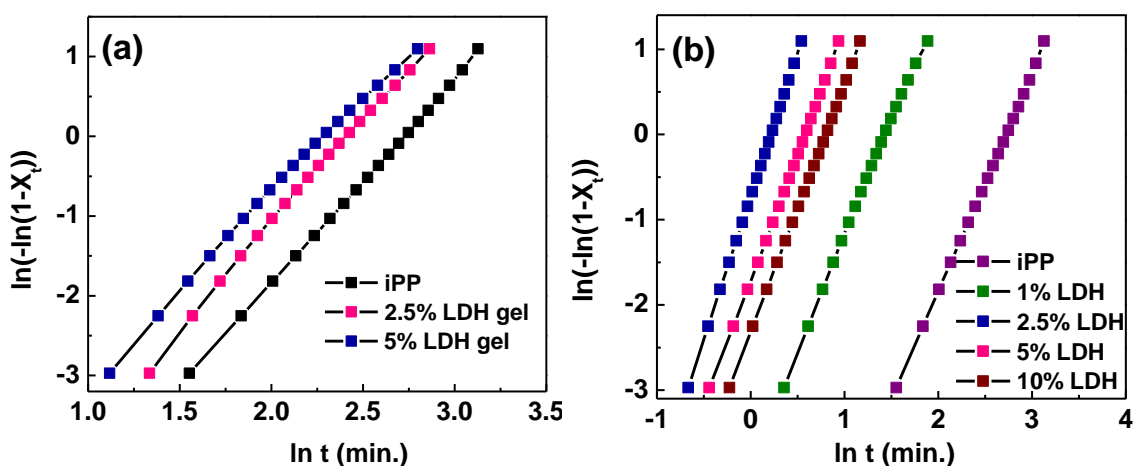 (a)
ln(-ln(1-Xt))
1
0
-1
-2
-3
iPP
2.5% LDH gel
5% LDH gel
1.0 1.5 2.0 2.5 3.0 3.5
ln t (min.)
(b)
ln(-ln(1-Xt))
1
0
-1
-2
-3
iPP
1% LDH
2.5% LDH
5% LDH
10% LDH
-1 0 1 2 3 4
ln t (min.)